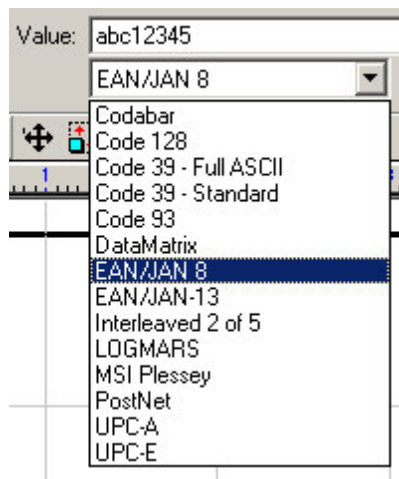 Value: abc12345
EAN/JAN 8
Codabar
Code 128
Code 39 - Full ASCII
Code 39 - Standard
Code 93
DataMatrix
EAN/JAN 8
EAN/JAN-13
Interleaved 2 of 5
LOGMARS
MSI Plessey
PostNet
UPC-A
UPC-E
1